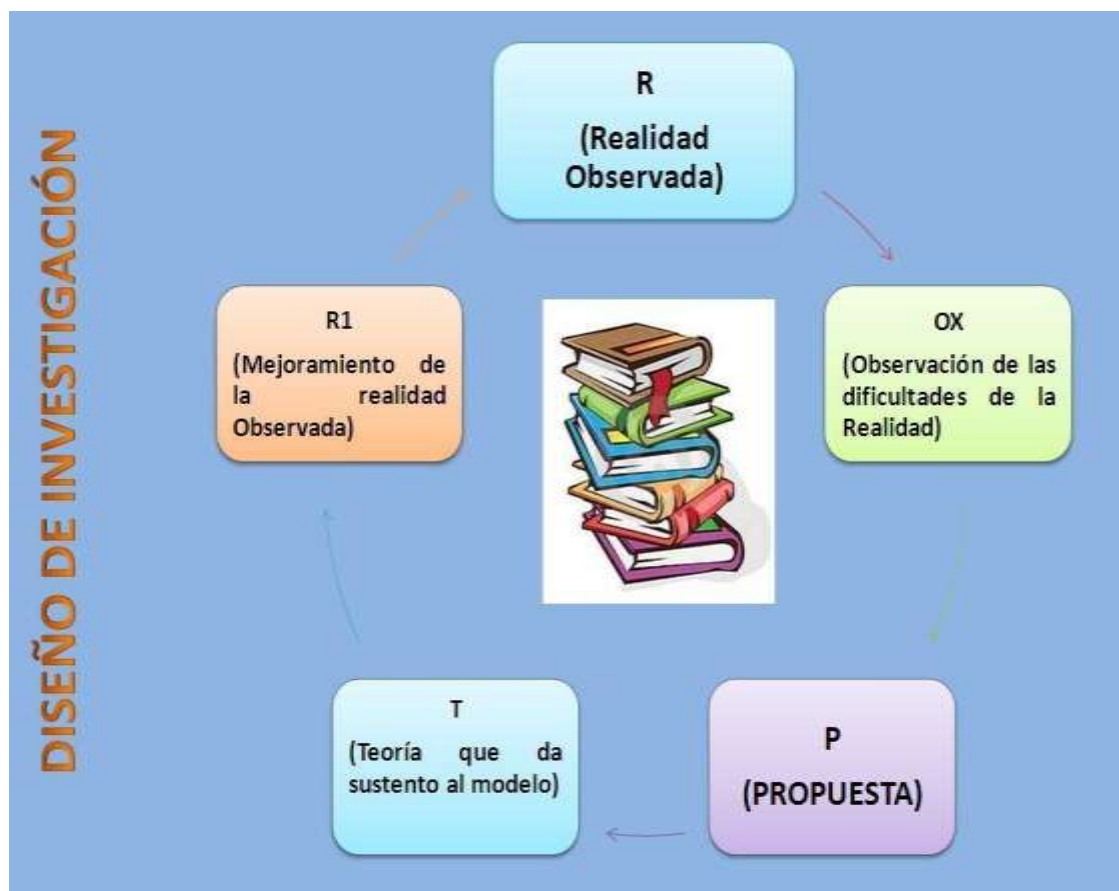 DISEÑO DE INVESTIGACIÓN
R
(Realidad
Observada)
OX
(Observación de las
dificultades de la
Realidad)
P
(PROPUESTA)
T
(Teoría que da
sustento al modelo)
R1
(Mejoramiento de
la realidad
Observada)